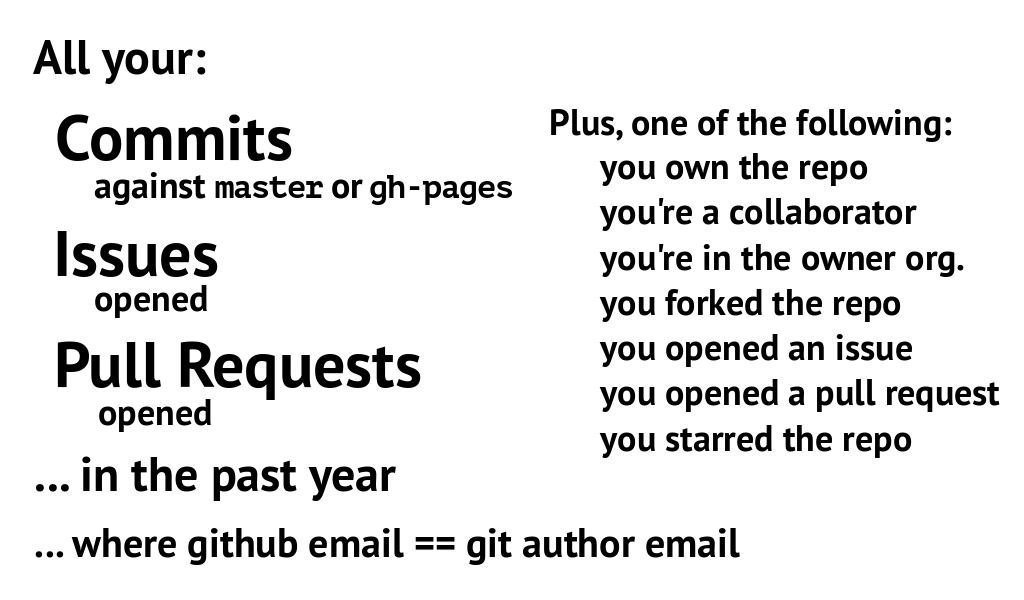 All your:
Commits
against master or gh-pages
Issues
opened
Pull Requests
opened
... in the past year
... where github email == git author email
Plus, one of the following:
you own the repo
you're a collaborator
you're in the owner org.
you forked the repo
you opened an issue
you opened a pull request
you starred the repo